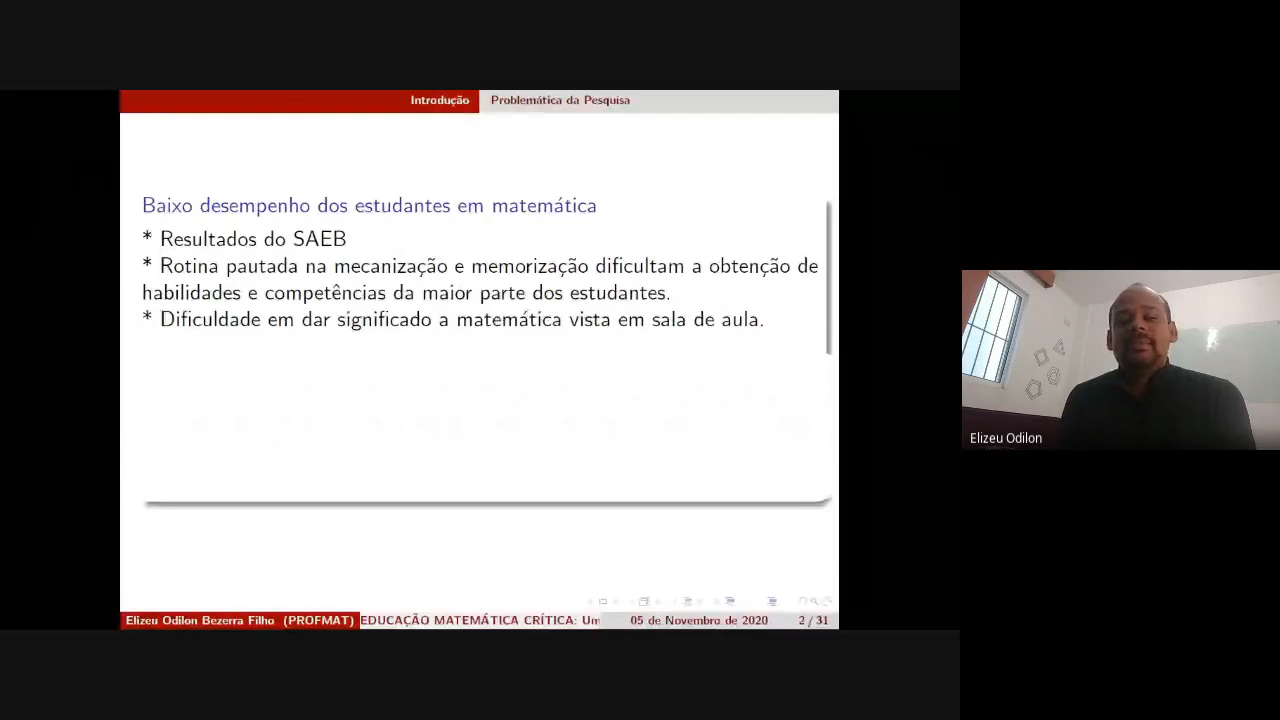 Introdução Problemática da Pesquisa
Baixo desempenho dos estudantes em matemática
* Resultados do SAEB
* Rotina pautada na mecanização e memorização dificultam a obtenção de
habilidades e competências da maior parte dos estudantes.
* Dificuldade em dar significado a matemática vista em sala de aula.
Elizeu Odilon
Elizeu Odilon Bezerra Filho (PROFMAT) EDUCAÇÃO MATEMÁTICA CRÍTICA: Um 05 de Novembro de 2020 2 / 31